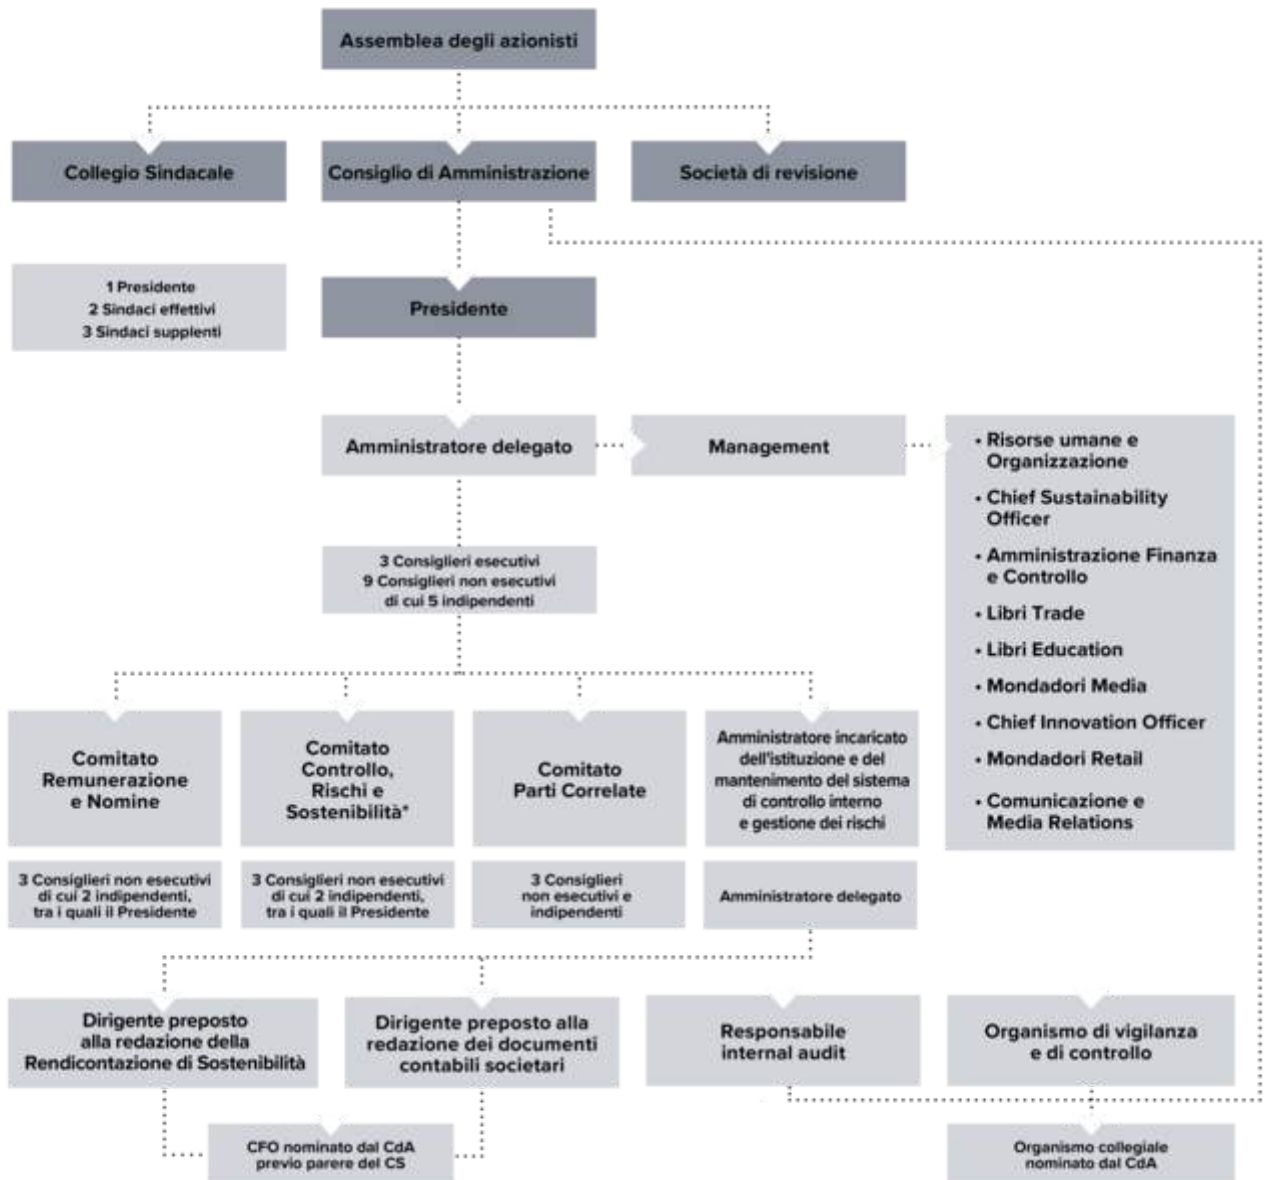 Assemblea degli azionisti
Collegio Sindacale
Consiglio di Amministrazione
Società di revisione
1 Presidente
2 Sindaci effettivi
3 Sindaci supplenti
Presidente
Amministratore delegato
Management
• Risorse umane e
Organizzazione
• Chief Sustainability
Officer
• Amministrazione Finanza
e Controllo
• Libri Trade
• Libri Education
• Mondadori Media
• Chief Innovation Officer
• Mondadori Retail
• Comunicazione e
Media Relations
3 Consiglieri esecutivi
9 Consiglieri non esecutivi
di cui 5 indipendenti
Comitato
Remunerazione
e Nomine
Comitato
Controllo,
Rischi e
Sostenibilità*
Comitato
Parti Correlate
Amministratore incaricato
dell'istituzione e del
mantenimento del sistema
di controllo interno
e gestione dei rischi
3 Consiglieri non esecutivi
di cui 2 indipendenti,
tra i quali il Presidente
3 Consiglieri non esecutivi
di cui 2 indipendenti,
tra i quali il Presidente
3 Consiglieri
non esecutivi e
indipendenti
Amministratore delegato
Dirigente preposto
alla redazione della
Rendicontazione di Sostenibilità
Dirigente preposto alla
redazione dei documenti
contabili societari
Responsabile
internal audit
Organismo di vigilanza
e di controllo
CFO nominato dal CdA
previo parere del CS
Organismo collegiale
nominato dal CdA